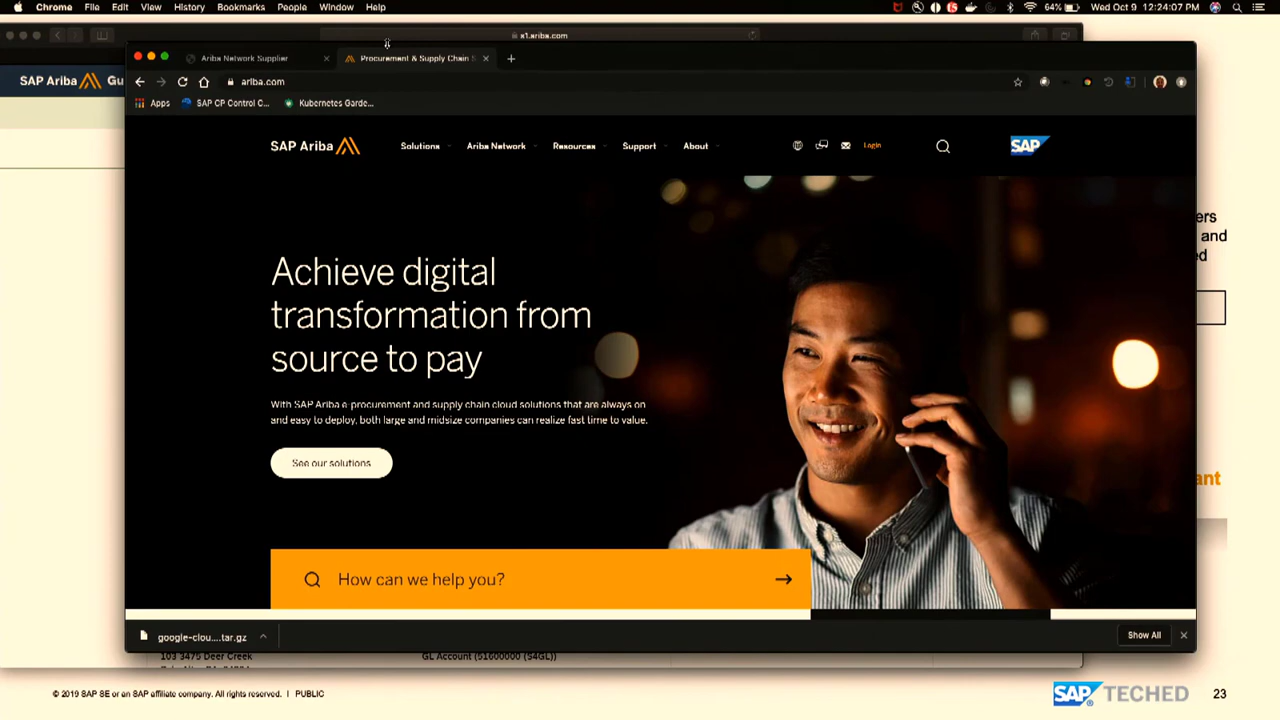 Chrome File Edit View History Bookmarks People Window Help
64% Wed Oct 9 12:24:07 PM
s1.ariba.com
SAP Ariba Gu
Ariba Network Supplier
Procurement & Supply Chain S
ariba.com
Apps SAP CP Control C... Kubernetes Garde...
SAP Ariba Solutions Ariba Network Resources Support About Login SAP
ers
and
ed
Achieve digital
transformation from
source to pay
With SAP Ariba e-procurement and supply chain cloud solutions that are always on
and easy to deploy, both large and midsize companies can realize fast time to value.
See our solutions
ant
How can we help you?
google-clou....tar.gz
Show All
103 3475 Deer Creek GL Account (51600000 (S4GL))
© 2019 SAP SE or an SAP affiliate company. All rights reserved. | PUBLIC
SAP TECHED 23